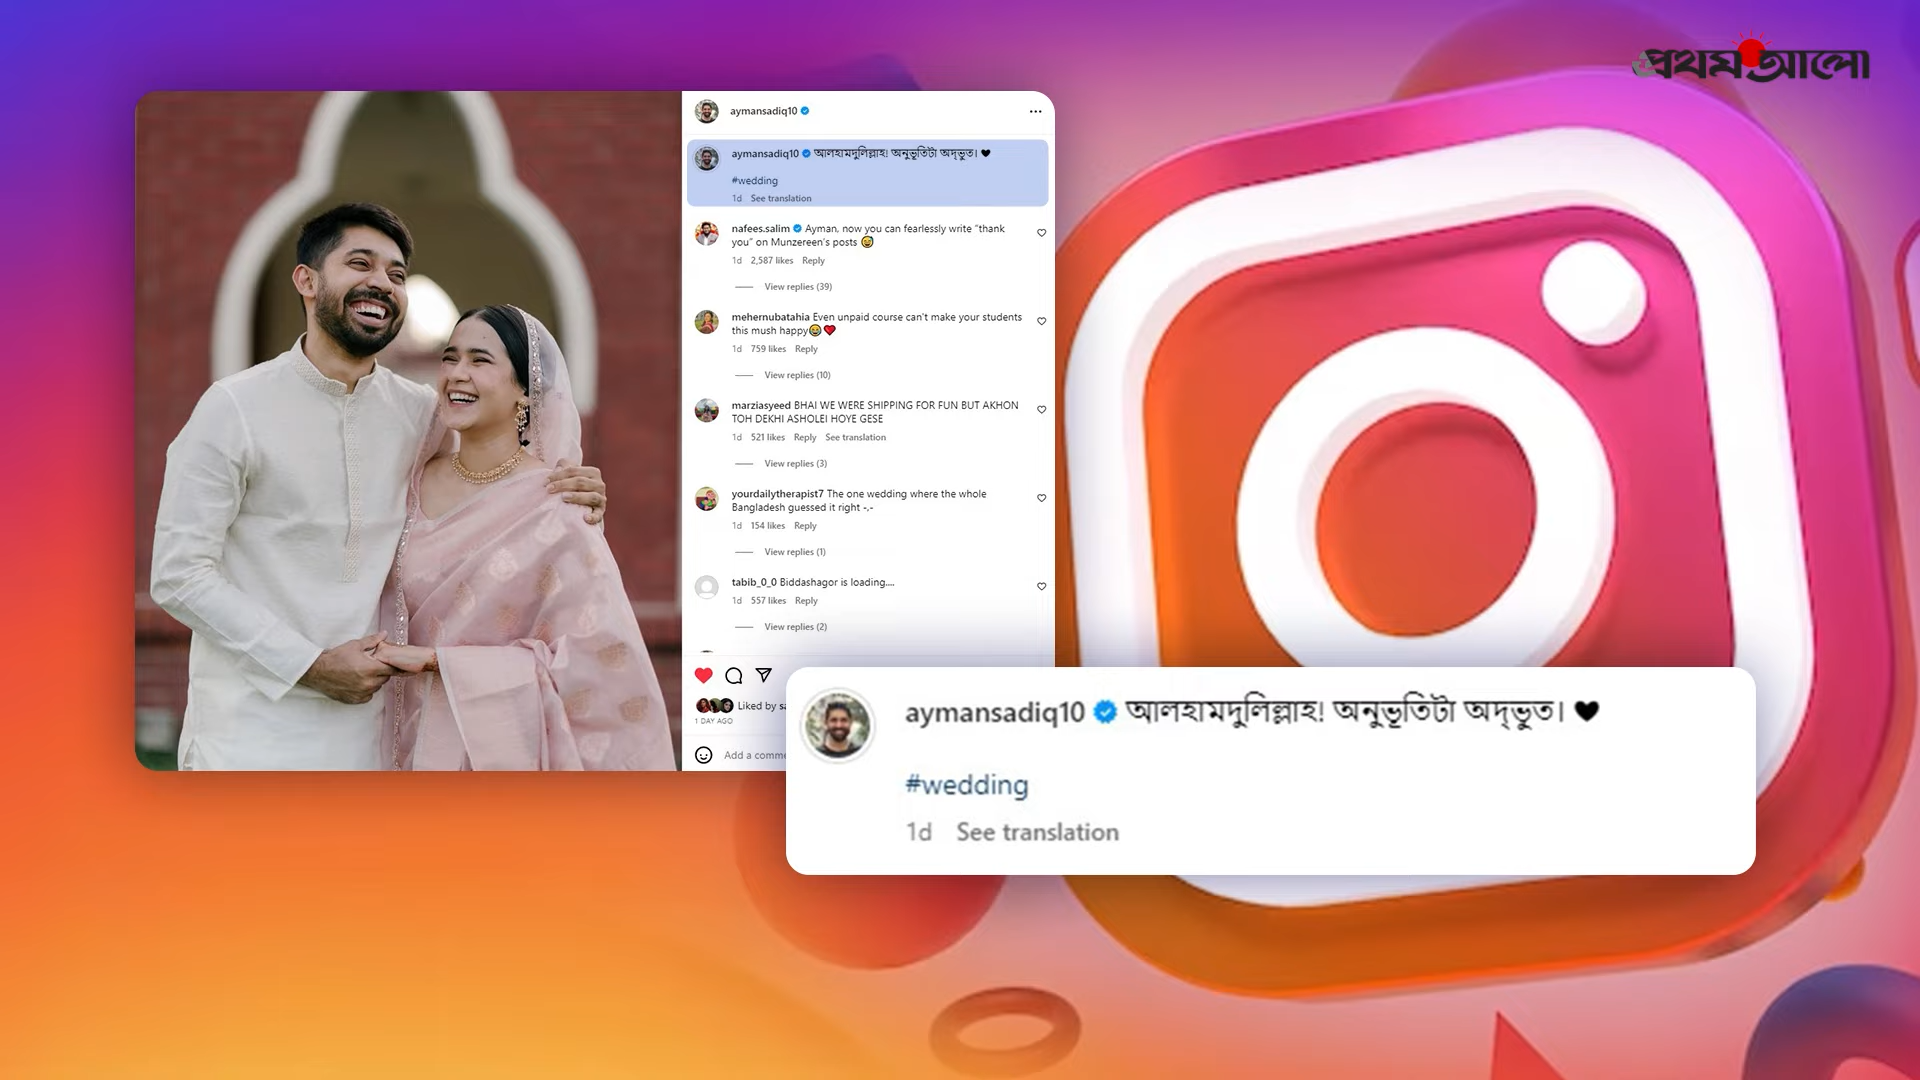 প্রথম আলো
aymansadiq10
aymansadiq10 আলহামদুলিল্লাহ! অনুভূতিটা অদ্ভুত। 🖤
#wedding
1d See translation
nafees.salim Ayman, now you can fearlessly write "thank
you" on Munzereen's posts 😅
1d 2,587 likes Reply
View replies (39)
mehernubatahia Even unpaid course can't make your students
this mush happy😂❤️
1d 759 likes Reply
View replies (10)
marziasyeed BHAI WE WERE SHIPPING FOR FUN BUT AKHON
TOH DEKHI ASHOLEI HOYE GESE
1d 521 likes Reply See translation
View replies (3)
yourdailytherapist7 The one wedding where the whole
Bangladesh guessed it right -,-
1d 154 likes Reply
View replies (1)
tabib_0_0 Biddashagor is loading....
1d 557 likes Reply
View replies (2)
Liked by
1 DAY AGO
Add a comme
aymansadiq10 আলহামদুলিল্লাহ! অনুভূতিটা অদ্ভুত। 🖤
#wedding
1d See translation